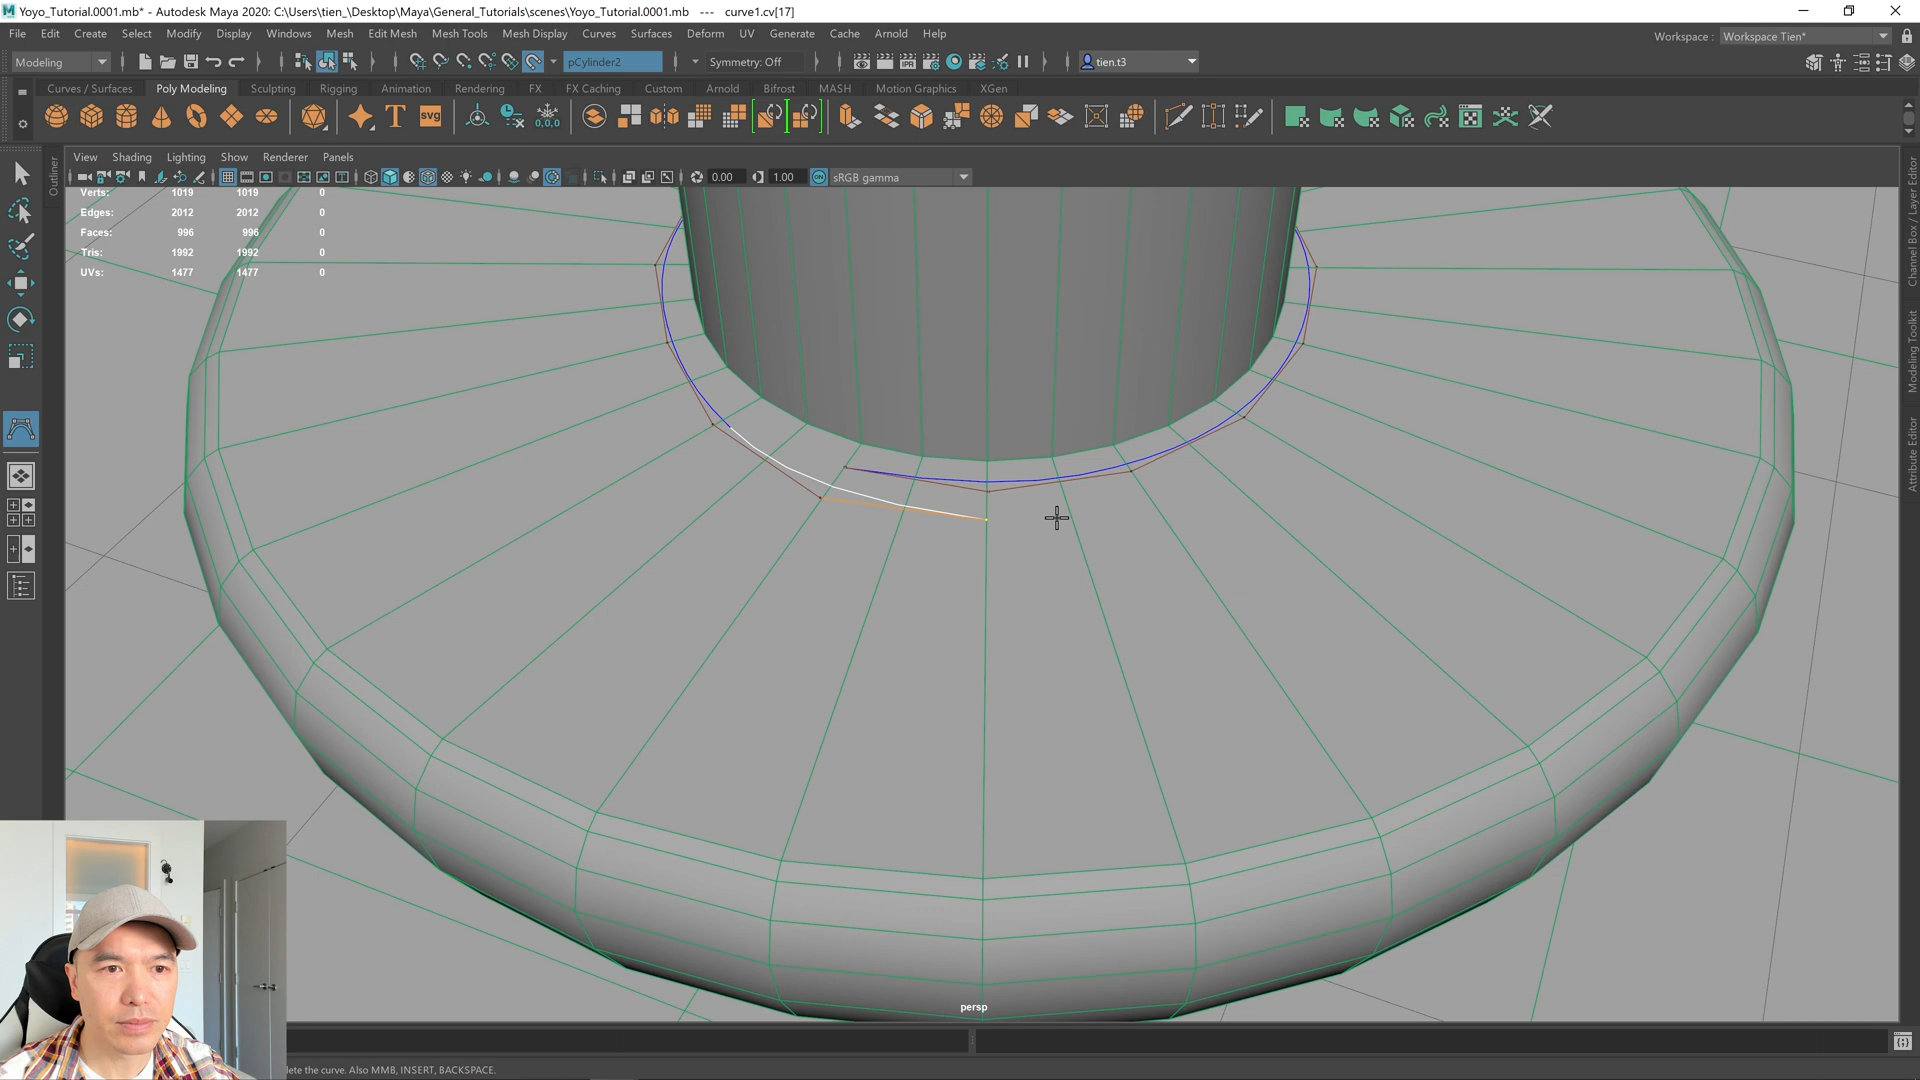 Yoyo_Tutorial.0001.mb* - Autodesk Maya 2020: C:\Users\tien_\Desktop\Maya\General_Tutorials\scenes\Yoyo_Tutorial.0001.mb   ---   curve1.cv[17]
File Edit Create Select Modify Display Windows Mesh Edit Mesh Mesh Tools Mesh Display Curves Surfaces Deform UV Generate Cache Arnold Help
Workspace : Workspace Tien*
Modeling pCylinder2 Symmetry: Off tien.t3
Curves / Surfaces Poly Modeling Sculpting Rigging Animation Rendering FX FX Caching Custom Arnold Bifrost MASH Motion Graphics XGen
T svg 0,0,0
View Shading Lighting Show Renderer Panels
0.00 1.00 ON sRGB gamma
Outliner
Verts: 1019 1019 0
Edges: 2012 2012 0
Faces: 996 996 0
Tris: 1992 1992 0
UVs: 1477 1477 0
Channel Box / Layer Editor
Modeling Toolkit
Attribute Editor
persp
lete the curve. Also MMB, INSERT, BACKSPACE.